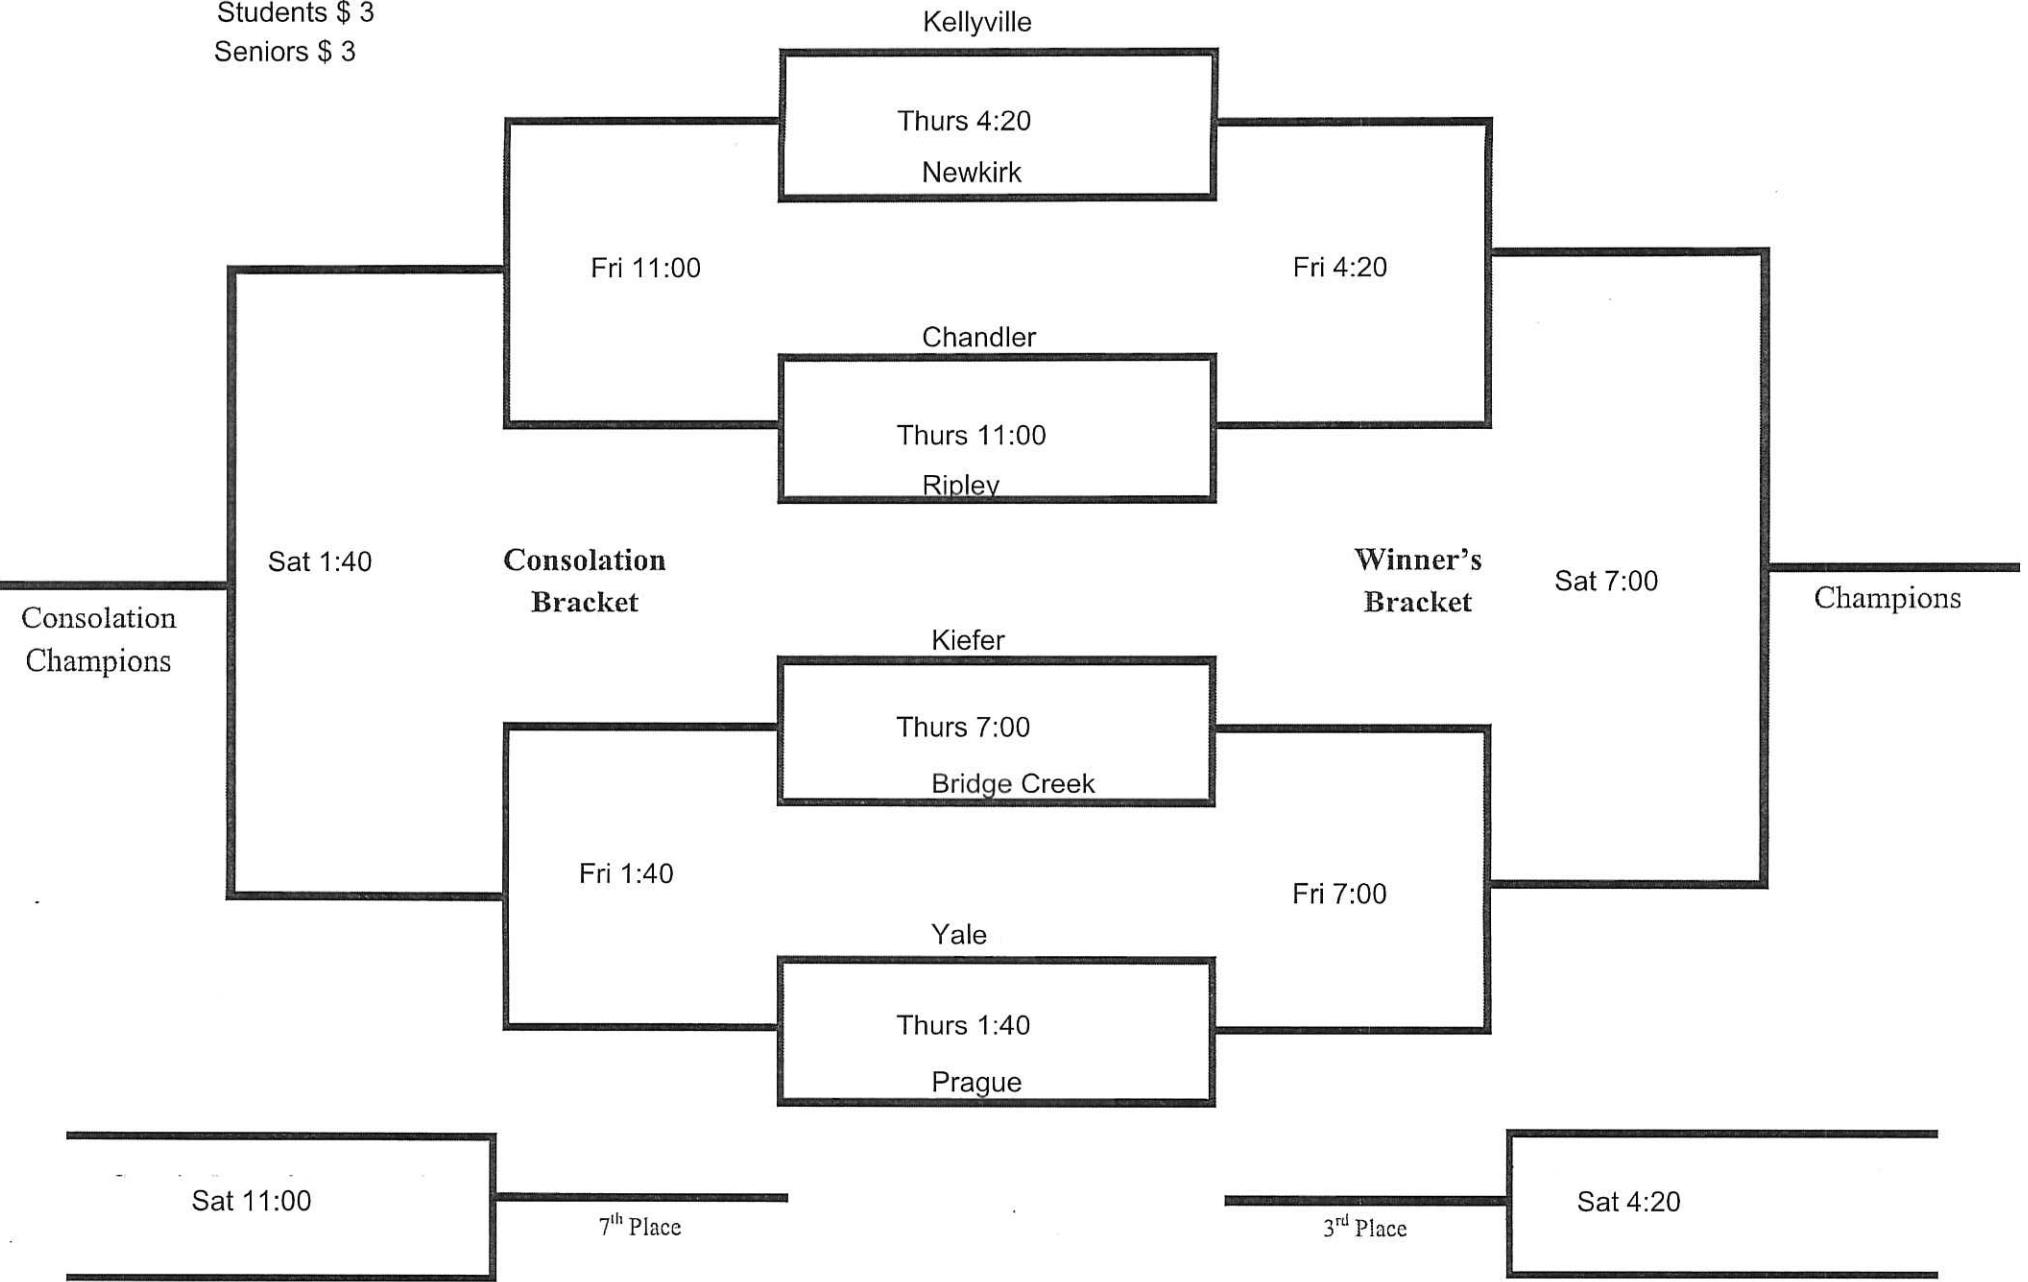 Students $ 3
Seniors $ 3
Kellyville
Thurs 4:20
Newkirk
Fri 11:00
Fri 4:20
Chandler
Thurs 11:00
Ripley
Sat 1:40
Consolation
Bracket
Winner's
Bracket
Sat 7:00
Consolation
Champions
Champions
Kiefer
Thurs 7:00
Bridge Creek
Fri 1:40
Fri 7:00
Yale
Thurs 1:40
Prague
Sat 11:00
7th Place
3rd Place
Sat 4:20